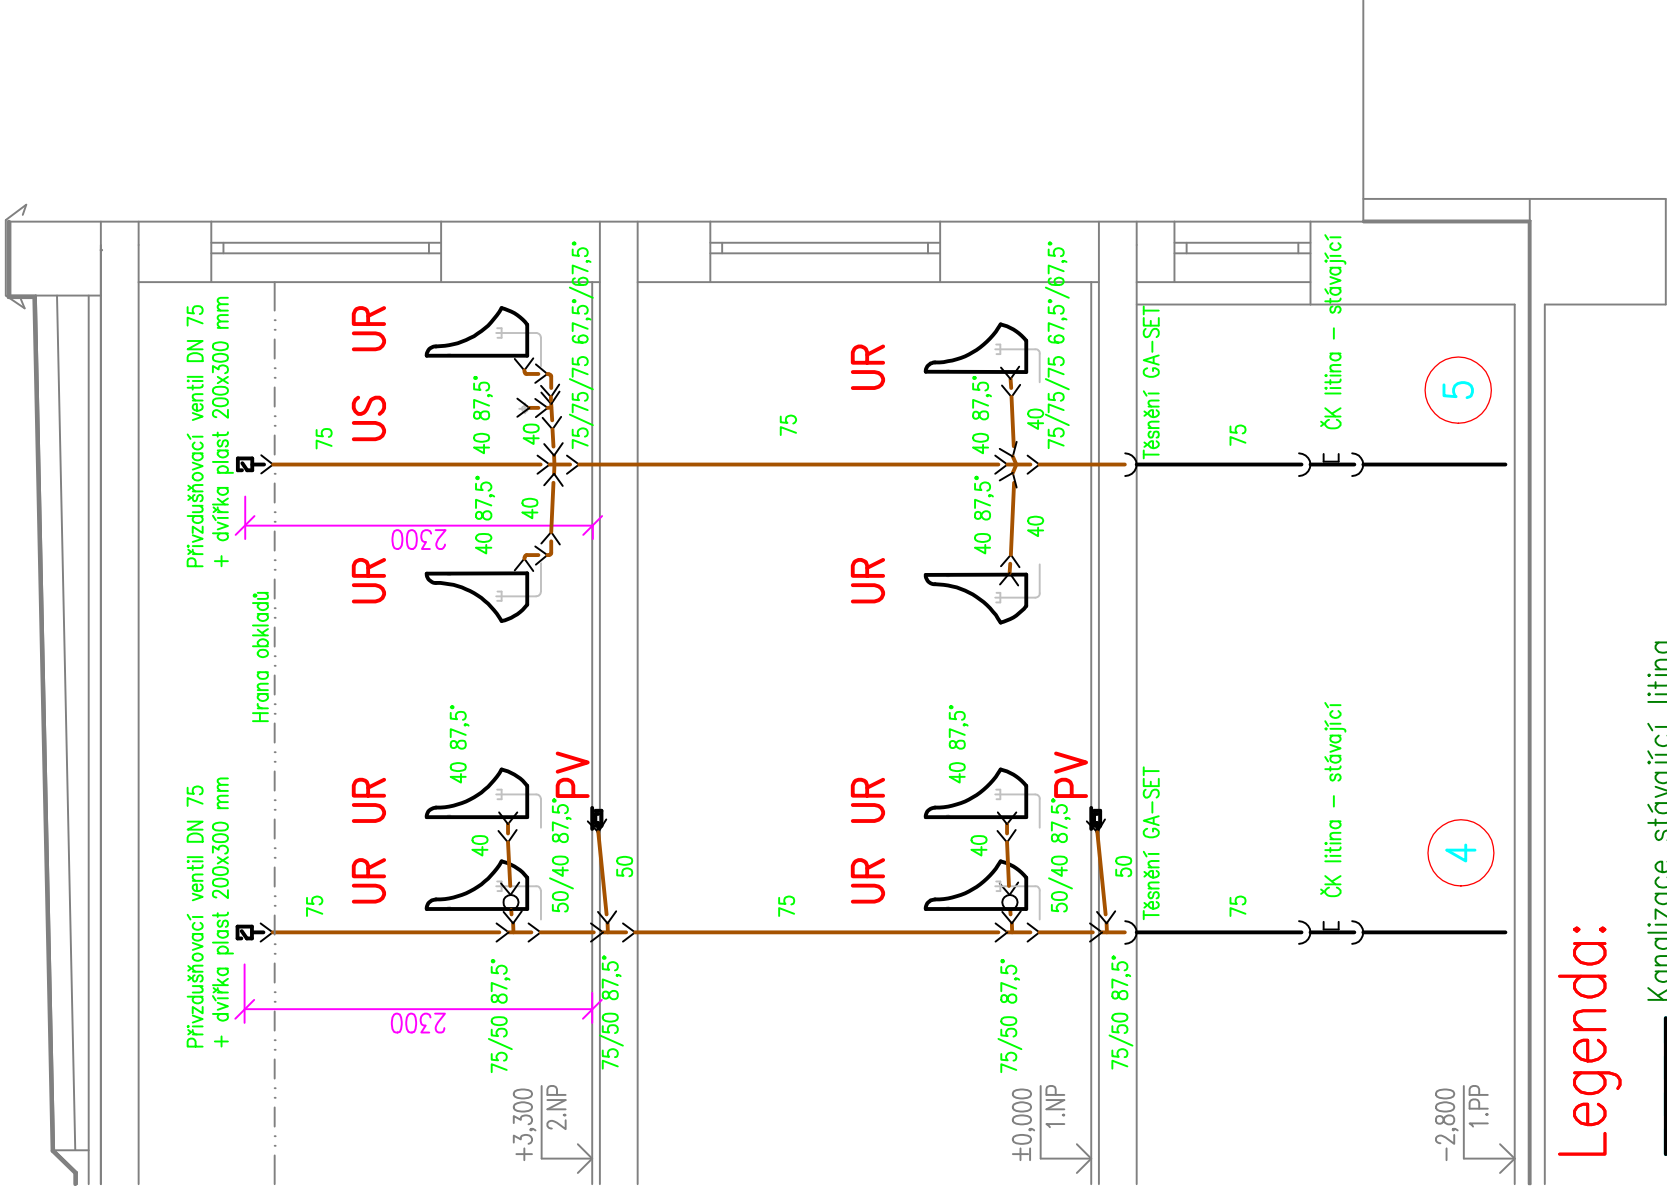 Přivzdušňovací ventil DN 75
+ dvířka plast 200x300 mm
Přivzdušňovací ventil DN 75
+ dvířka plast 200x300 mm
Hrana obkladů
2300
2300
75
75
UR
UR
UR
US
UR
40 87,5°
40
40 87,5°
40
40 87,5°
40
75/75/75 67,5°/67,5°
75/50 87,5°
50/40 87,5°
PV
75/50 87,5°
50
+3,300
2.NP
75
75
UR
UR
UR
UR
40 87,5°
40
40 87,5°
40
40 87,5°
40
75/75/75 67,5°/67,5°
75/50 87,5°
50/40 87,5°
PV
75/50 87,5°
50
±0,000
1.NP
Těsnění GA-SET
Těsnění GA-SET
75
75
ČK litina - stávající
ČK litina - stávající
4
5
-2,800
1.PP
Legenda:
Kanalizace stávající litina